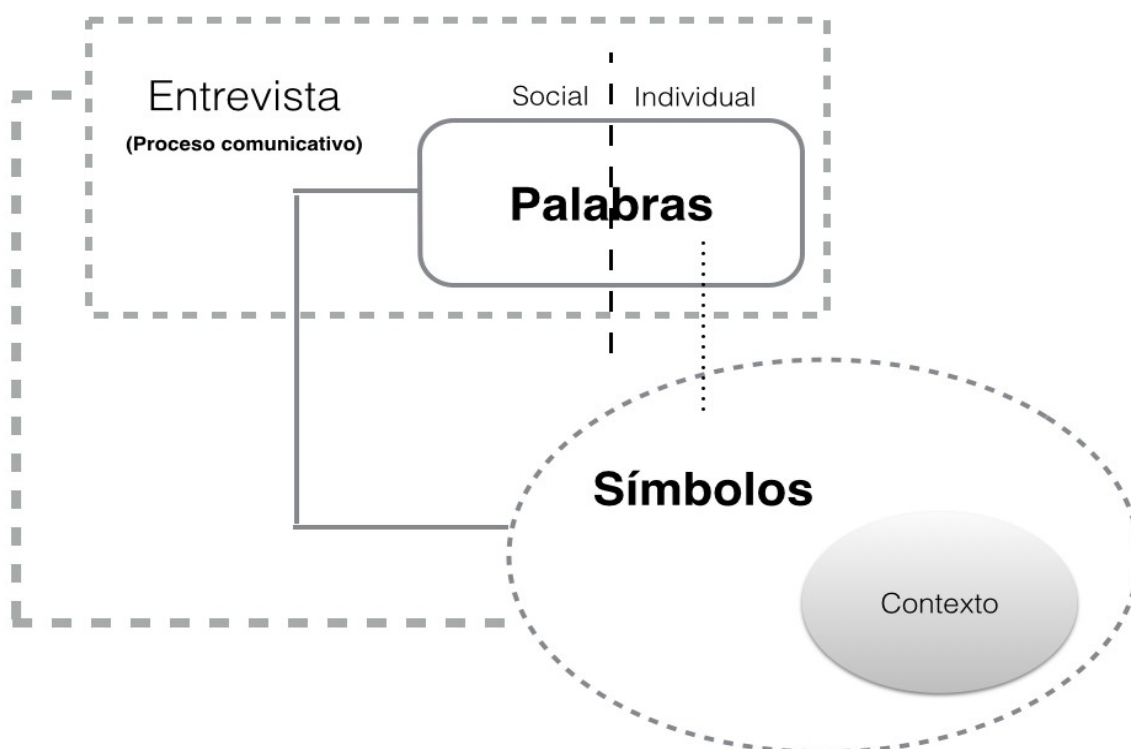 Entrevista
(Proceso comunicativo)
Social
Individual
Palabras
Símbolos
Contexto